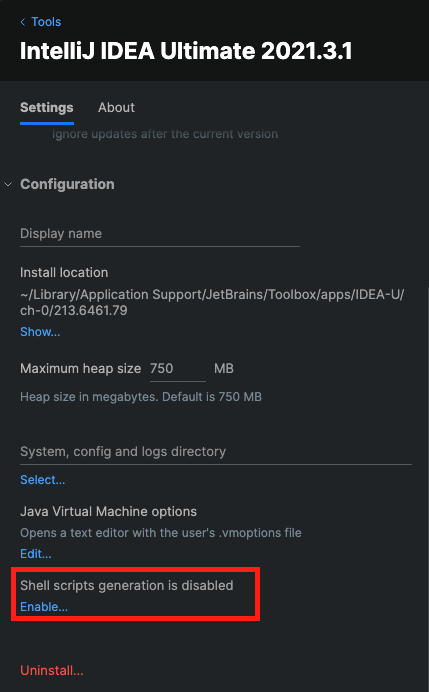 Tools
IntelliJ IDEA Ultimate 2021.3.1
Settings About
Ignore updates after the current version
Configuration
Display name
Install location
~/Library/Application Support/JetBrains/Toolbox/apps/IDEA-U/
ch-0/213.6461.79
Show...
Maximum heap size 750 MB
Heap size in megabytes. Default is 750 MB
System, config and logs directory
Select...
Java Virtual Machine options
Opens a text editor with the user's .vmoptions file
Edit...
Shell scripts generation is disabled
Enable...
Uninstall...